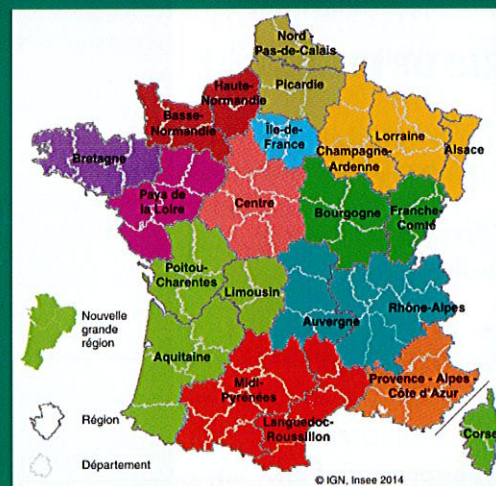 Nord -
Pas-de-Calais
Picardie
Haute-
Normandie
Basse-
Normandie
Île-de-
France
Champagne-
Ardenne
Lorraine
Alsace
Bretagne
Pays de
la Loire
Centre
Bourgogne
Franche-
Comté
Poitou-
Charentes
Limousin
Auvergne
Rhône-Alpes
Aquitaine
Midi-
Pyrénées
Languedoc-
Roussillon
Provence - Alpes -
Côte d'Azur
Corse
Nouvelle
grande
région
Région
Département
© IGN, Insee 2014